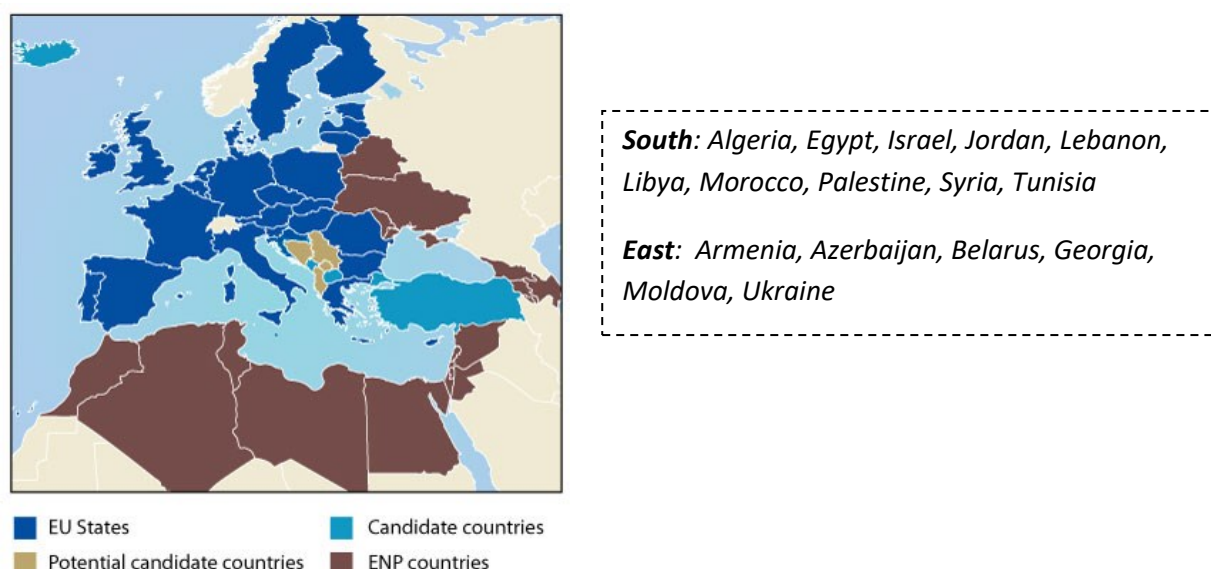 South: Algeria, Egypt, Israel, Jordan, Lebanon,
Libya, Morocco, Palestine, Syria, Tunisia
East:  Armenia, Azerbaijan, Belarus, Georgia,
Moldova, Ukraine
EU States
Candidate countries
Potential candidate countries
ENP countries